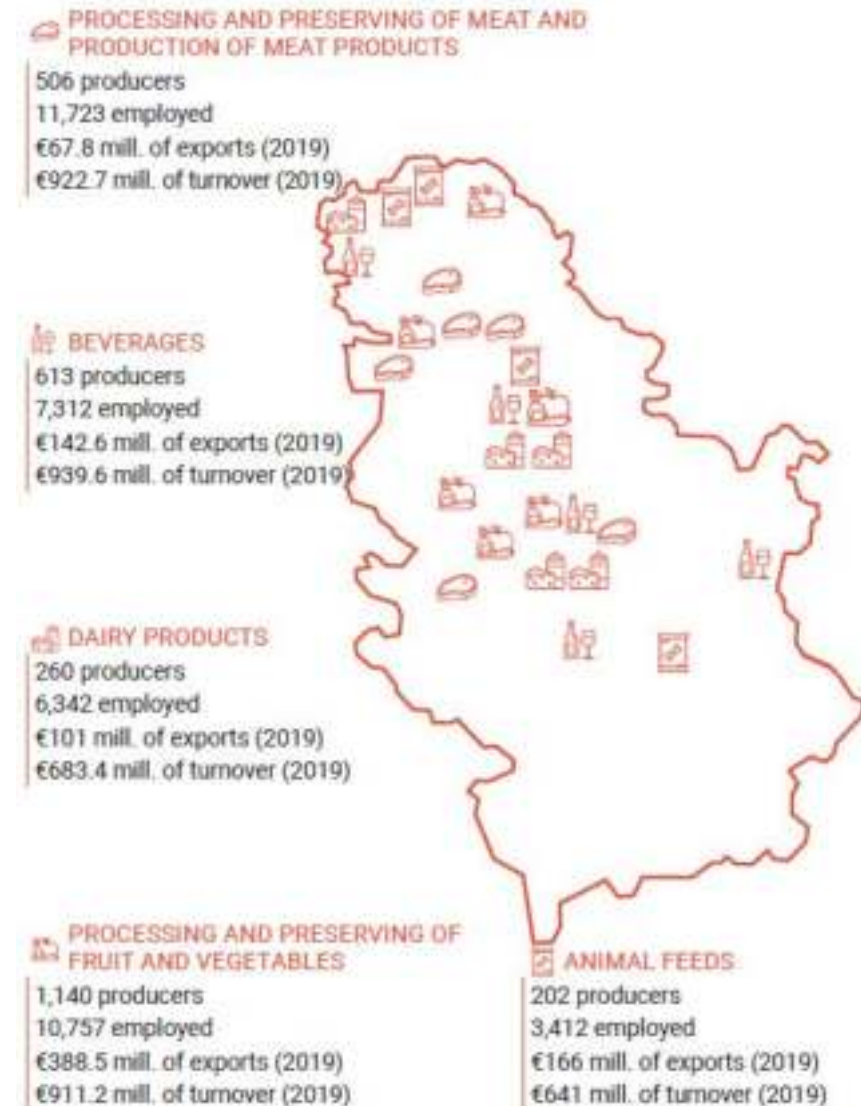 PROCESSING AND PRESERVING OF MEAT AND
PRODUCTION OF MEAT PRODUCTS
506 producers
11,723 employed
€67.8 mill. of exports (2019)
€922.7 mill. of turnover (2019)
BEVERAGES
613 producers
7,312 employed
€142.6 mill. of exports (2019)
€939.6 mill. of turnover (2019)
DAIRY PRODUCTS
260 producers
6,342 employed
€101 mill. of exports (2019)
€683.4 mill. of turnover (2019)
PROCESSING AND PRESERVING OF
FRUIT AND VEGETABLES
1,140 producers
10,757 employed
€388.5 mill. of exports (2019)
€911.2 mill. of turnover (2019)
ANIMAL FEEDS
202 producers
3,412 employed
€166 mill. of exports (2019)
€641 mill. of turnover (2019)